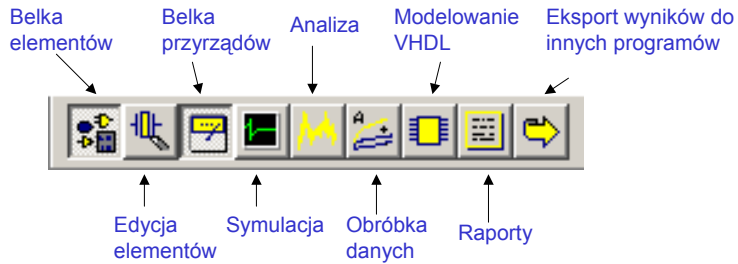 Belka
elementów
Belka
przyrządów
Analiza
Modelowanie
VHDL
Eksport wyników do
innych programów
A
Edycja
elementów
Symulacja
Obróbka
danych
Raporty